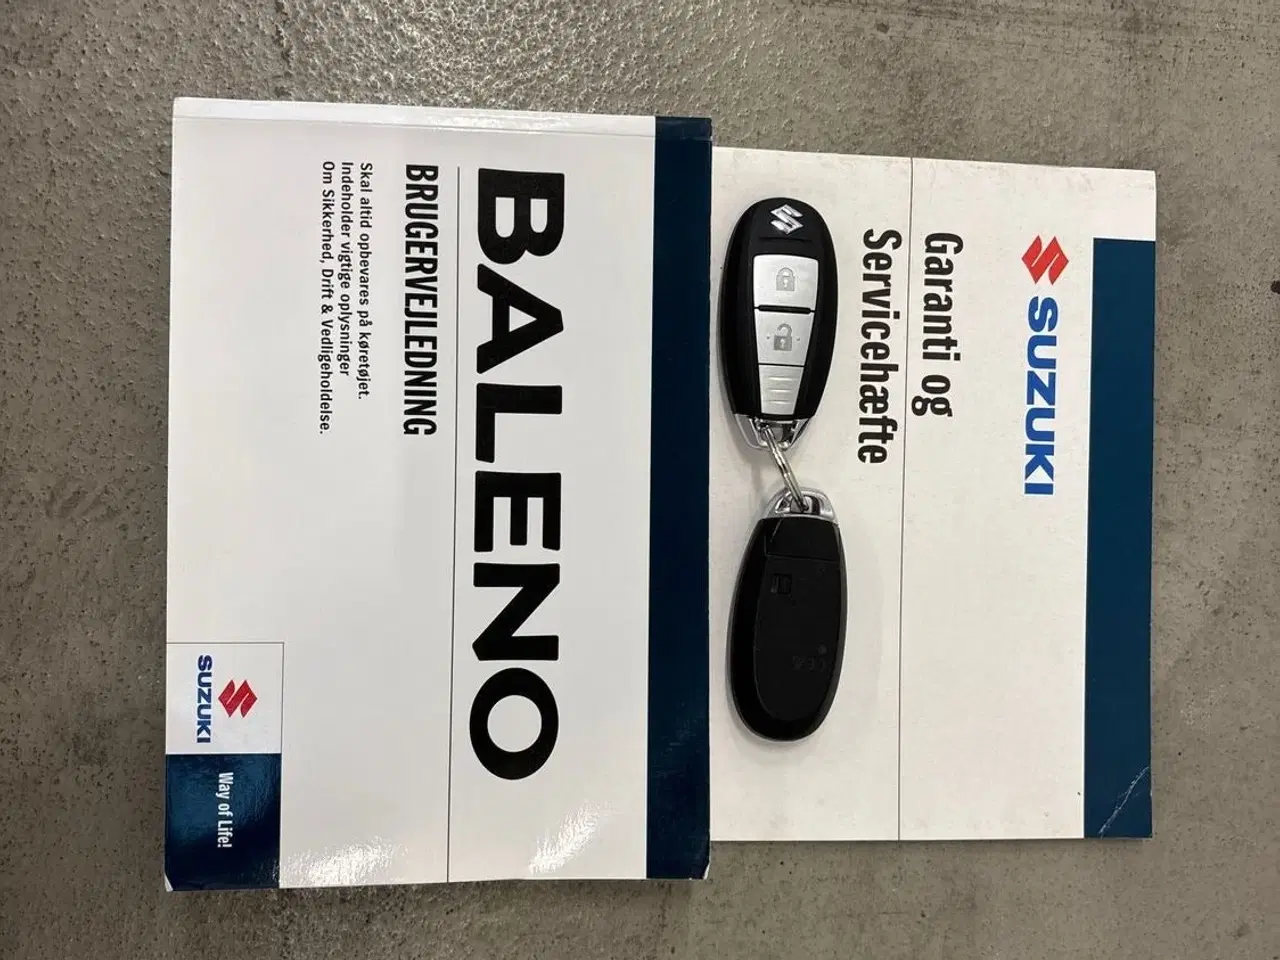 SUZUKI
Garanti og
Servicehæfte
BALENO
BRUGERVEJLEDNING
Skal altid opbevares på køretøjet.
Indeholder vigtige oplysninger
Om Sikkerhed, Drift & Vedligeholdelse.
SUZUKI
Way of Life!